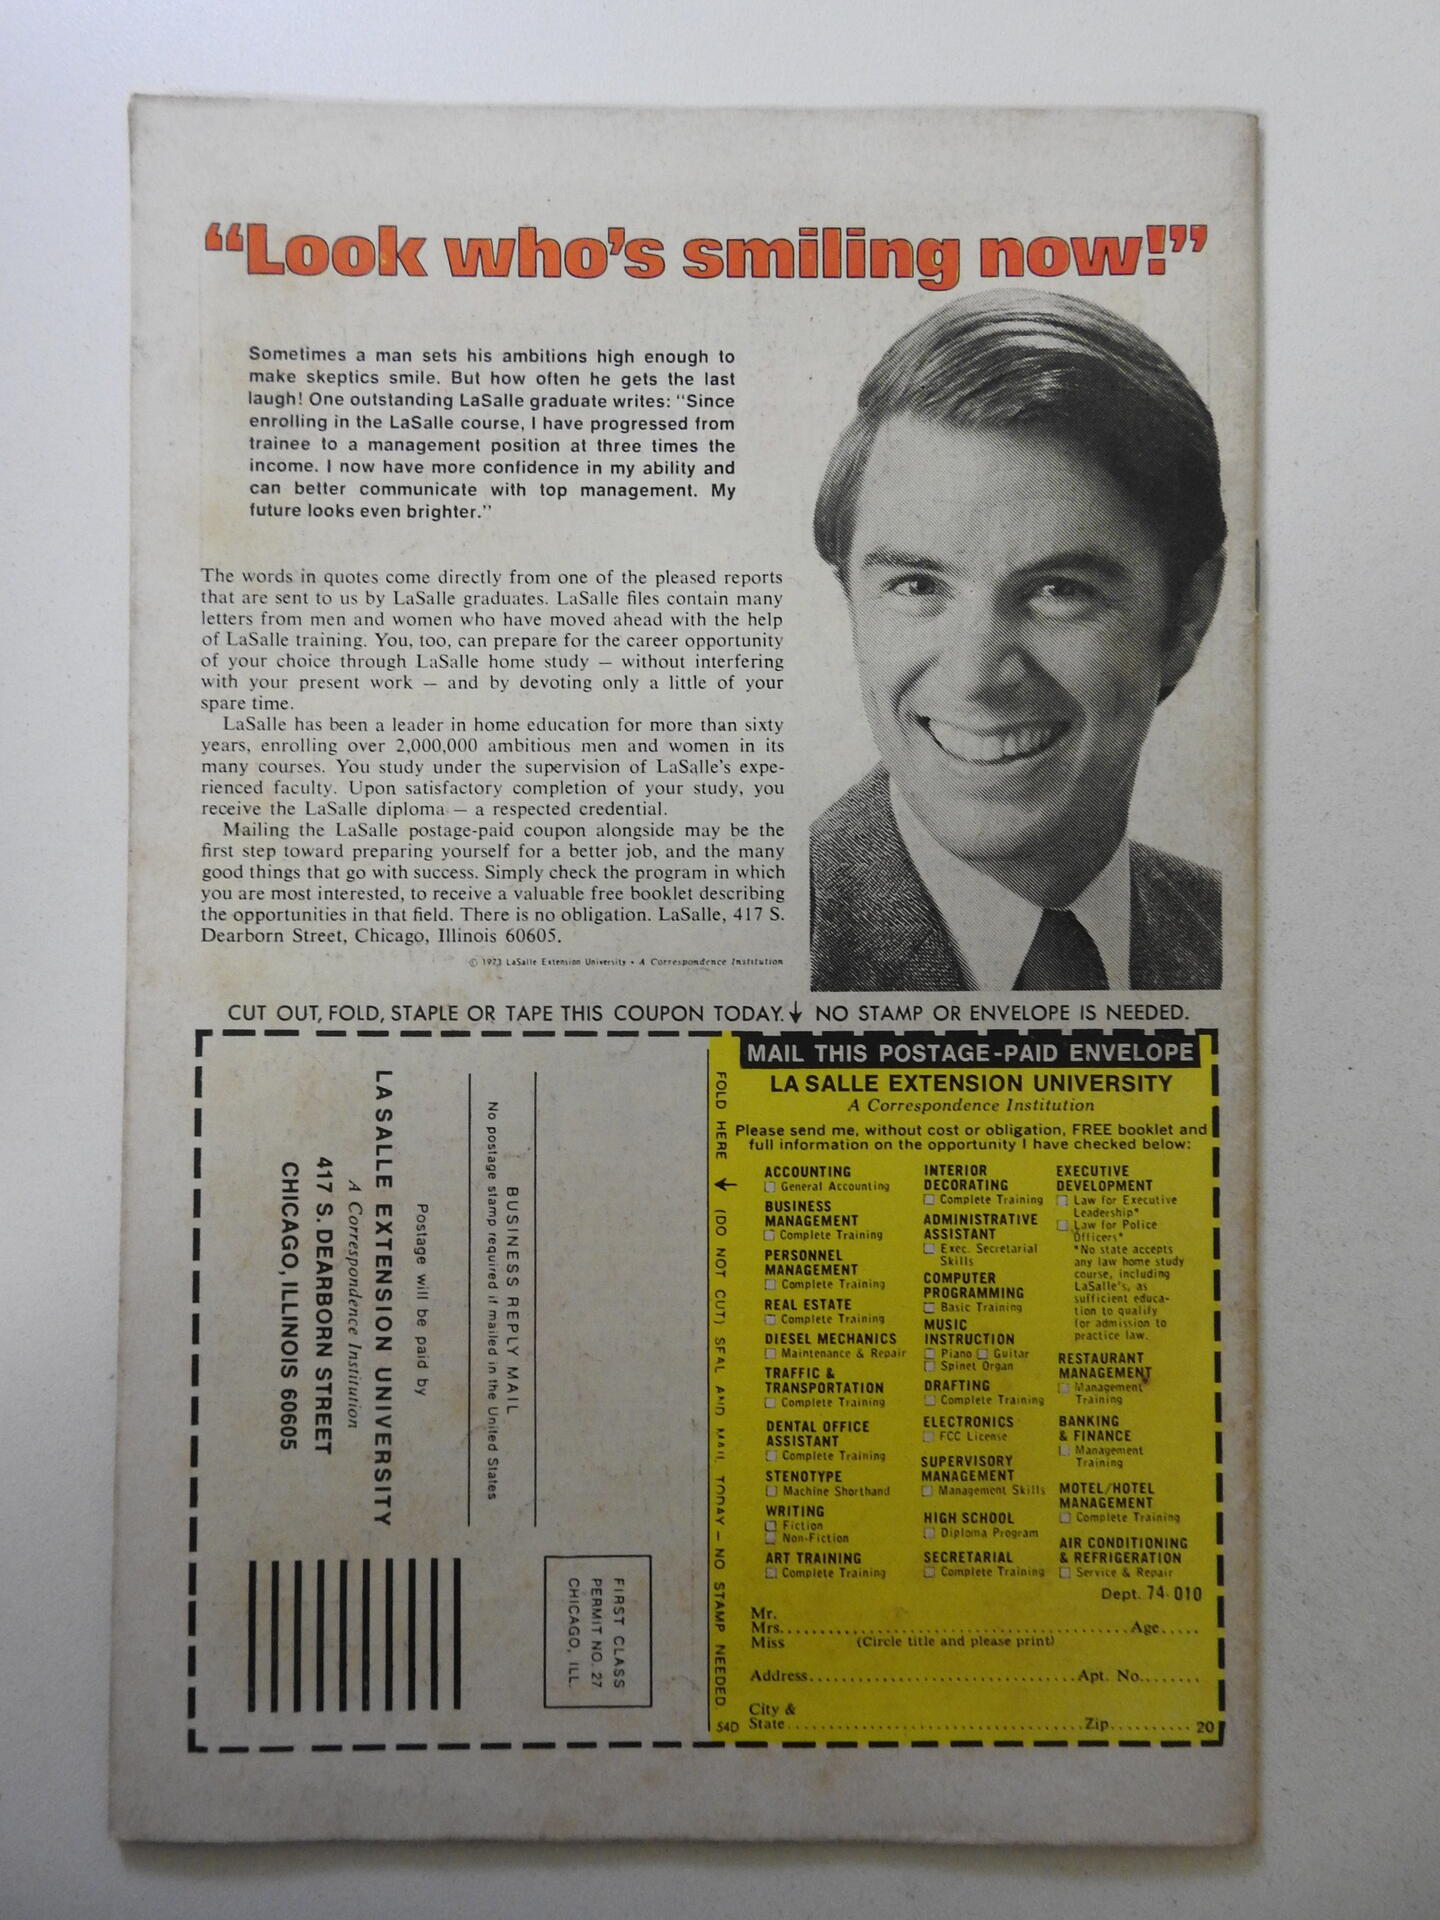 “Look who’s smiling now!”
Sometimes a man sets his ambitions high enough to
make skeptics smile. But how often he gets the last
laugh! One outstanding LaSalle graduate writes: “Since
enrolling in the LaSalle course, I have progressed from
trainee to a management position at three times the
income. I now have more confidence in my ability and
can better communicate with top management. My
future looks even brighter.”
The words in quotes come directly from one of the pleased reports
that are sent to us by LaSalle graduates. LaSalle files contain many
letters from men and women who have moved ahead with the help
of LaSalle training. You, too, can prepare for the career opportunity
of your choice through LaSalle home study — without interfering
with your present work — and by devoting only a little of your
spare time.
LaSalle has been a leader in home education for more than sixty
years, enrolling over 2,000,000 ambitious men and women in its
many courses. You study under the supervision of LaSalle’s expe-
rienced faculty. Upon satisfactory completion of your study, you
receive the LaSalle diploma — a respected credential.
Mailing the LaSalle postage-paid coupon alongside may be the
first step toward preparing yourself for a better job, and the many
good things that go with success. Simply check the program in which
you are most interested, to receive a valuable free booklet describing
the opportunities in that field. There is no obligation. LaSalle, 417 S.
Dearborn Street, Chicago, Illinois 60605.
© 1973 LaSalle Extension University • A Correspondence Institution
CUT OUT, FOLD, STAPLE OR TAPE THIS COUPON TODAY. ↓ NO STAMP OR ENVELOPE IS NEEDED.
FIRST CLASS
PERMIT NO. 27
CHICAGO, ILL.
BUSINESS REPLY MAIL
No postage stamp required if mailed in the United States
Postage will be paid by
LA SALLE EXTENSION UNIVERSITY
A Correspondence Institution
417 S. DEARBORN STREET
CHICAGO, ILLINOIS 60605
FOLD HERE ↓ (DO NOT CUT) SEAL AND MAIL TODAY — NO STAMP NEEDED
54D
MAIL THIS POSTAGE-PAID ENVELOPE
LA SALLE EXTENSION UNIVERSITY
A Correspondence Institution
Please send me, without cost or obligation, FREE booklet and
full information on the opportunity I have checked below:
ACCOUNTING
☐ General Accounting
BUSINESS
MANAGEMENT
☐ Complete Training
PERSONNEL
MANAGEMENT
☐ Complete Training
REAL ESTATE
☐ Complete Training
DIESEL MECHANICS
☐ Maintenance & Repair
TRAFFIC &
TRANSPORTATION
☐ Complete Training
DENTAL OFFICE
ASSISTANT
☐ Complete Training
STENOTYPE
☐ Machine Shorthand
WRITING
☐ Fiction
☐ Non-Fiction
ART TRAINING
☐ Complete Training
INTERIOR
DECORATING
☐ Complete Training
ADMINISTRATIVE
ASSISTANT
☐ Exec. Secretarial
Skills
COMPUTER
PROGRAMMING
☐ Basic Training
MUSIC
INSTRUCTION
☐ Piano ☐ Guitar
☐ Spinet Organ
DRAFTING
☐ Complete Training
ELECTRONICS
☐ FCC License
SUPERVISORY
MANAGEMENT
☐ Management Skills
HIGH SCHOOL
☐ Diploma Program
SECRETARIAL
☐ Complete Training
EXECUTIVE
DEVELOPMENT
☐ Law for Executive
Leadership*
☐ Law for Police
Officers*
*No state accepts
any law home study
course, including
LaSalle's, as
sufficient educa-
tion to qualify
for admission to
practice law.
RESTAURANT
MANAGEMENT
☐ Management
Training
BANKING
& FINANCE
☐ Management
Training
MOTEL/HOTEL
MANAGEMENT
☐ Complete Training
AIR CONDITIONING
& REFRIGERATION
☐ Service & Repair
Dept. 74-010
Mr.
Mrs. Age
Miss (Circle title and please print)
Address Apt. No.
City &
State Zip 20